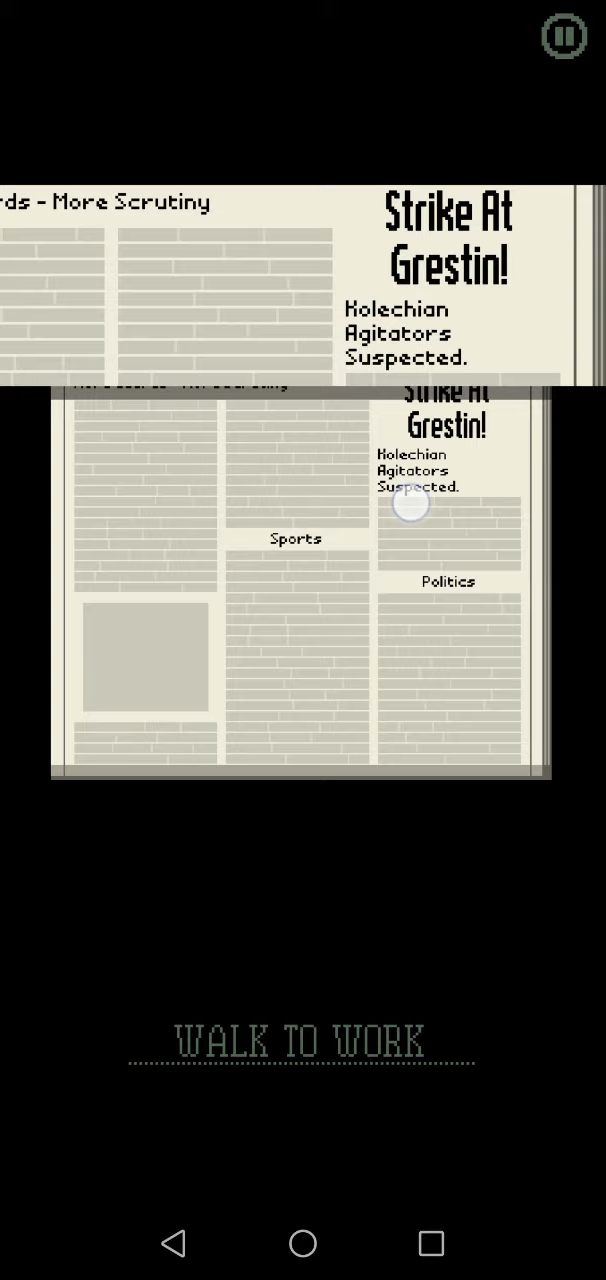 rds - More Scrutiny
Strike At
Grestin!
Kolechian
Agitators
Suspected.
Strike At
Grestin!
Kolechian
Agitators
Suspected.
Sports
Politics
WALK TO WORK